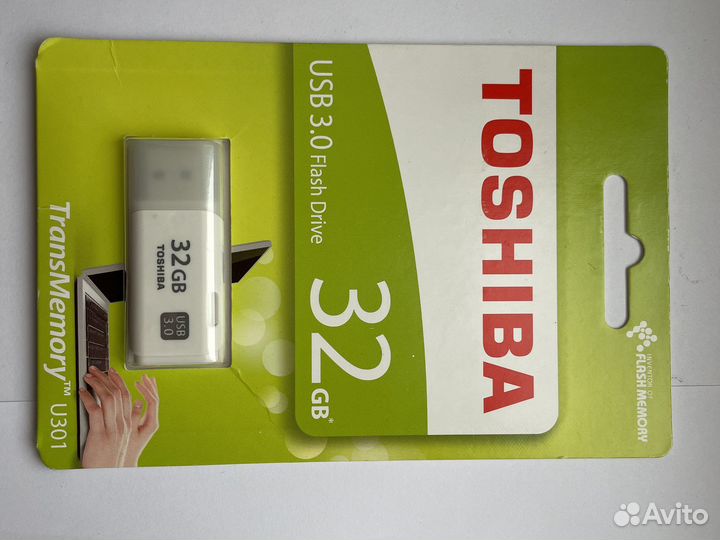 INVENTOR OF
FLASH MEMORY
TOSHIBA
USB 3.0 Flash Drive
32GB*
32GB
TOSHIBA
USB
3.0
TransMemory™ U301
Avito